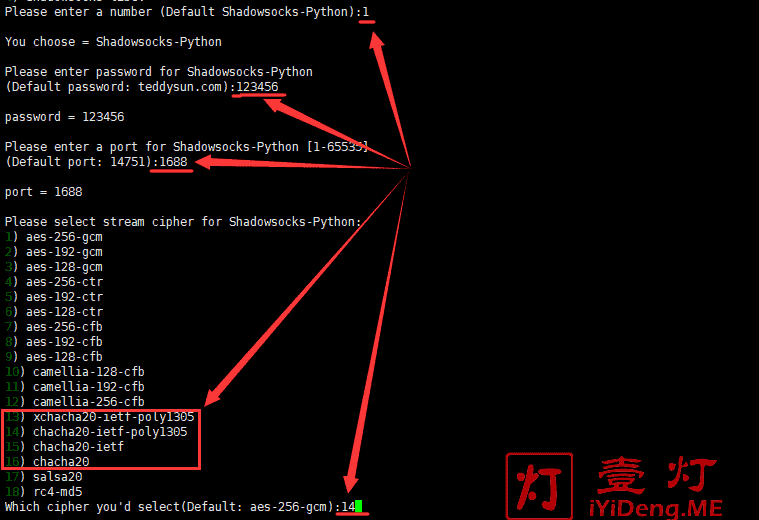 Please enter a number (Default Shadowsocks-Python):1
You choose = Shadowsocks-Python
Please enter password for Shadowsocks-Python
(Default password: teddysun.com):123456
password = 123456
Please enter a port for Shadowsocks-Python [1-65535]
(Default port: 14751):1688
port = 1688
Please select stream cipher for Shadowsocks-Python:
1) aes-256-gcm
2) aes-192-gcm
3) aes-128-gcm
4) aes-256-ctr
5) aes-192-ctr
6) aes-128-ctr
7) aes-256-cfb
8) aes-192-cfb
9) aes-128-cfb
10) camellia-128-cfb
11) camellia-192-cfb
12) camellia-256-cfb
13) xchacha20-ietf-poly1305
14) chacha20-ietf-poly1305
15) chacha20-ietf
16) chacha20
17) salsa20
18) rc4-md5
Which cipher you'd select(Default: aes-256-gcm):14
灯 壹灯
iYiDeng.ME